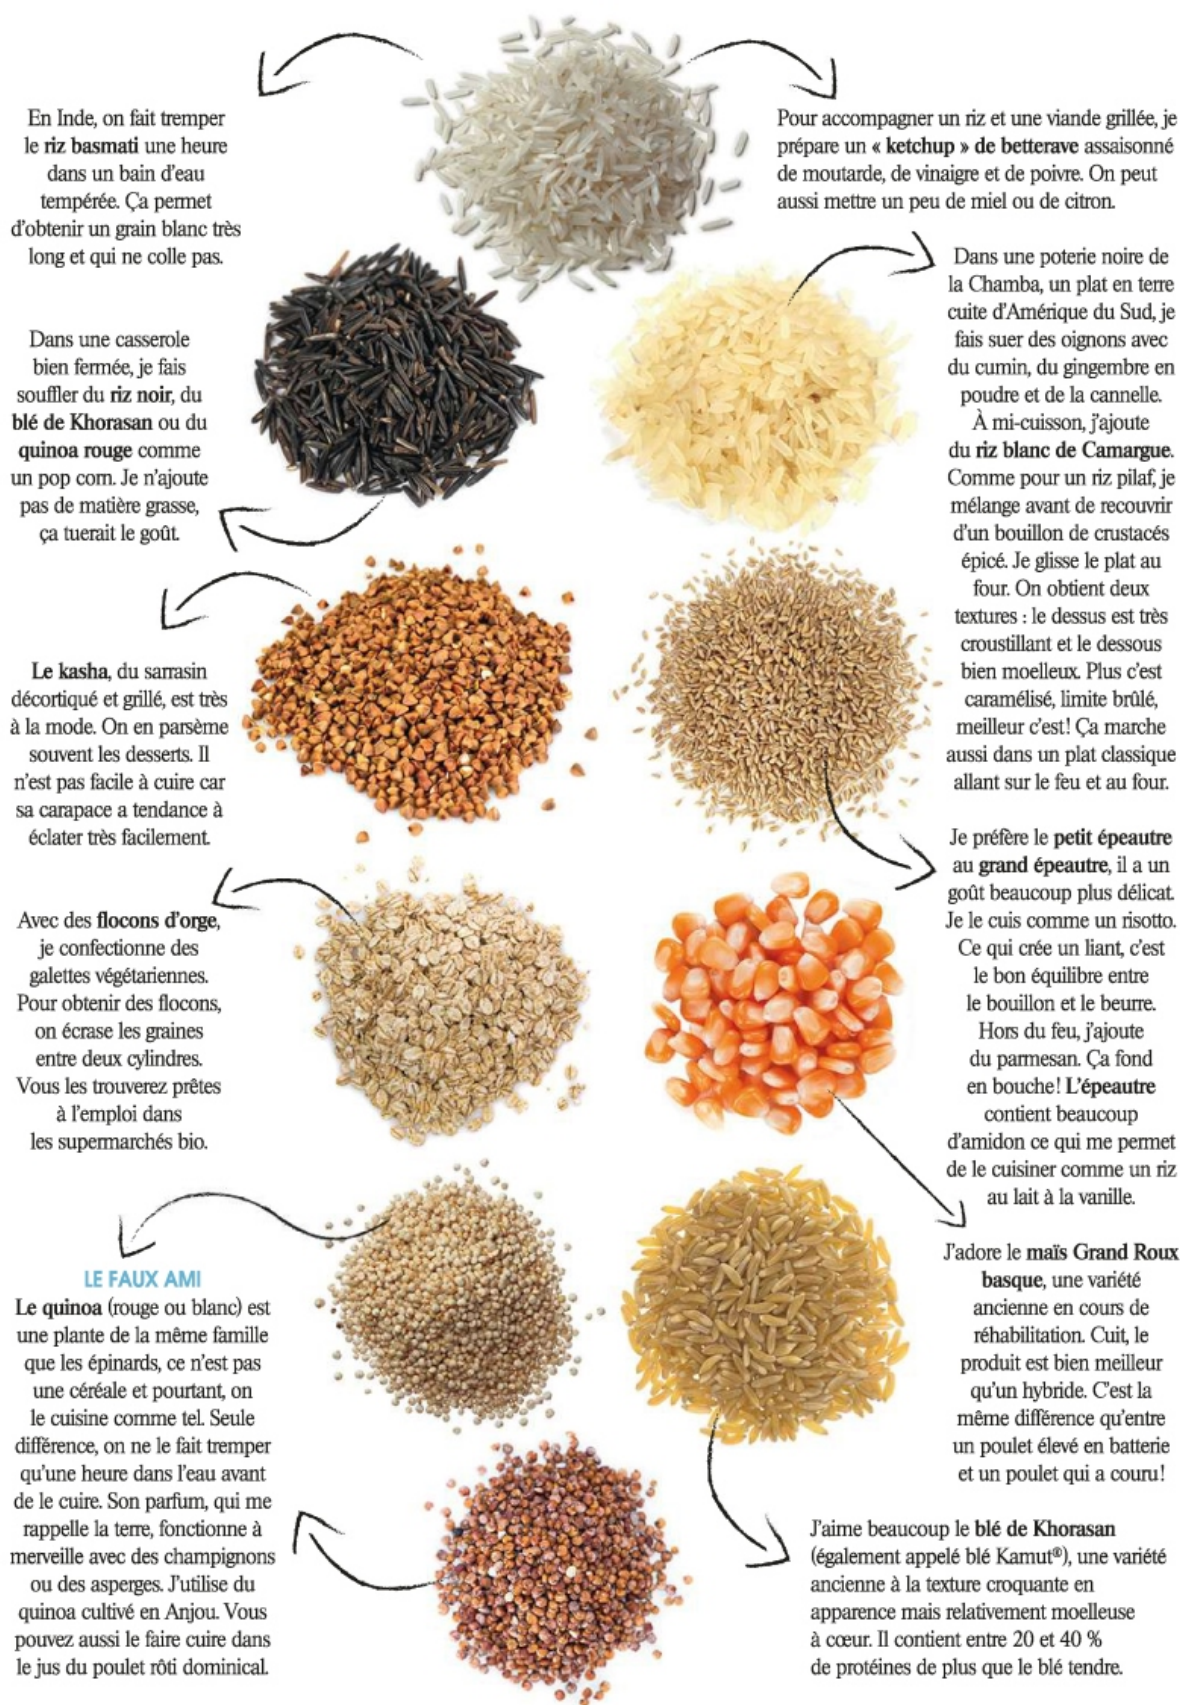 En Inde, on fait tremper
le riz basmati une heure
dans un bain d'eau
tempérée. Ça permet
d'obtenir un grain blanc très
long et qui ne colle pas.
Pour accompagner un riz et une viande grillée, je
prépare un « ketchup » de betterave assaisonné
de moutarde, de vinaigre et de poivre. On peut
aussi mettre un peu de miel ou de citron.
Dans une casserole
bien fermée, je fais
souffler du riz noir, du
blé de Khorasan ou du
quinoa rouge comme
un pop corn. Je n'ajoute
pas de matière grasse,
ça tuerait le goût.
Dans une poterie noire de
la Chamba, un plat en terre
cuite d'Amérique du Sud, je
fais suer des oignons avec
du cumin, du gingembre en
poudre et de la cannelle.
À mi-cuisson, j'ajoute
du riz blanc de Camargue.
Comme pour un riz pilaf, je
mélange avant de recouvrir
d'un bouillon de crustacés
épicé. Je glisse le plat au
four. On obtient deux
textures : le dessus est très
croustillant et le dessous
bien moelleux. Plus c'est
caramélisé, limite brûlé,
meilleur c'est! Ça marche
aussi dans un plat classique
allant sur le feu et au four.
Le kasha, du sarrasin
décortiqué et grillé, est très
à la mode. On en parsème
souvent les desserts. Il
n'est pas facile à cuire car
sa carapace a tendance à
éclater très facilement.
Je préfère le petit épeautre
au grand épeautre, il a un
goût beaucoup plus délicat.
Je le cuis comme un risotto.
Ce qui crée un liant, c'est
le bon équilibre entre
le bouillon et le beurre.
Hors du feu, j'ajoute
du parmesan. Ça fond
en bouche! L'épeautre
contient beaucoup
d'amidon ce qui me permet
de le cuisiner comme un riz
au lait à la vanille.
Avec des flocons d'orge,
je confectionne des
galettes végétariennes.
Pour obtenir des flocons,
on écrase les graines
entre deux cylindres.
Vous les trouverez prêtes
à l'emploi dans
les supermarchés bio.
J'adore le maïs Grand Roux
basque, une variété
ancienne en cours de
réhabilitation. Cuit, le
produit est bien meilleur
qu'un hybride. C'est la
même différence qu'entre
un poulet élevé en batterie
et un poulet qui a couru!
LE FAUX AMI
Le quinoa (rouge ou blanc) est
une plante de la même famille
que les épinards, ce n'est pas
une céréale et pourtant, on
le cuisine comme tel. Seule
différence, on ne le fait tremper
qu'une heure dans l'eau avant
de le cuire. Son parfum, qui me
rappelle la terre, fonctionne à
merveille avec des champignons
ou des asperges. J'utilise du
quinoa cultivé en Anjou. Vous
pouvez aussi le faire cuire dans
le jus du poulet rôti dominical.
J'aime beaucoup le blé de Khorasan
(également appelé blé Kamut®), une variété
ancienne à la texture croquante en
apparence mais relativement moelleuse
à cœur. Il contient entre 20 et 40 %
de protéines de plus que le blé tendre.